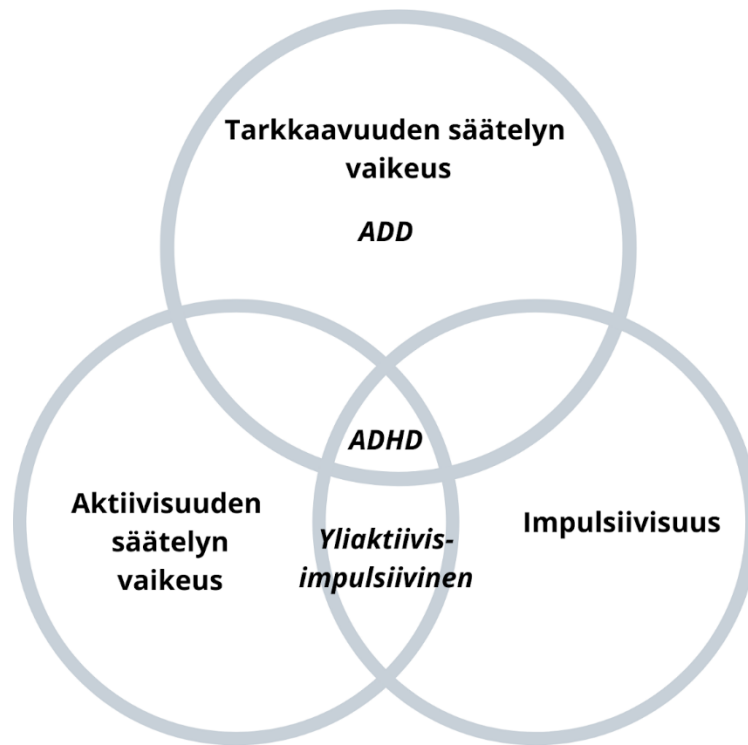 Tarkkaavuuden säätelyn
vaikeus
ADD
ADHD
Aktiivisuuden
säätelyn
vaikeus
Yliaktiivis-
impulsiivinen
Impulsiivisuus